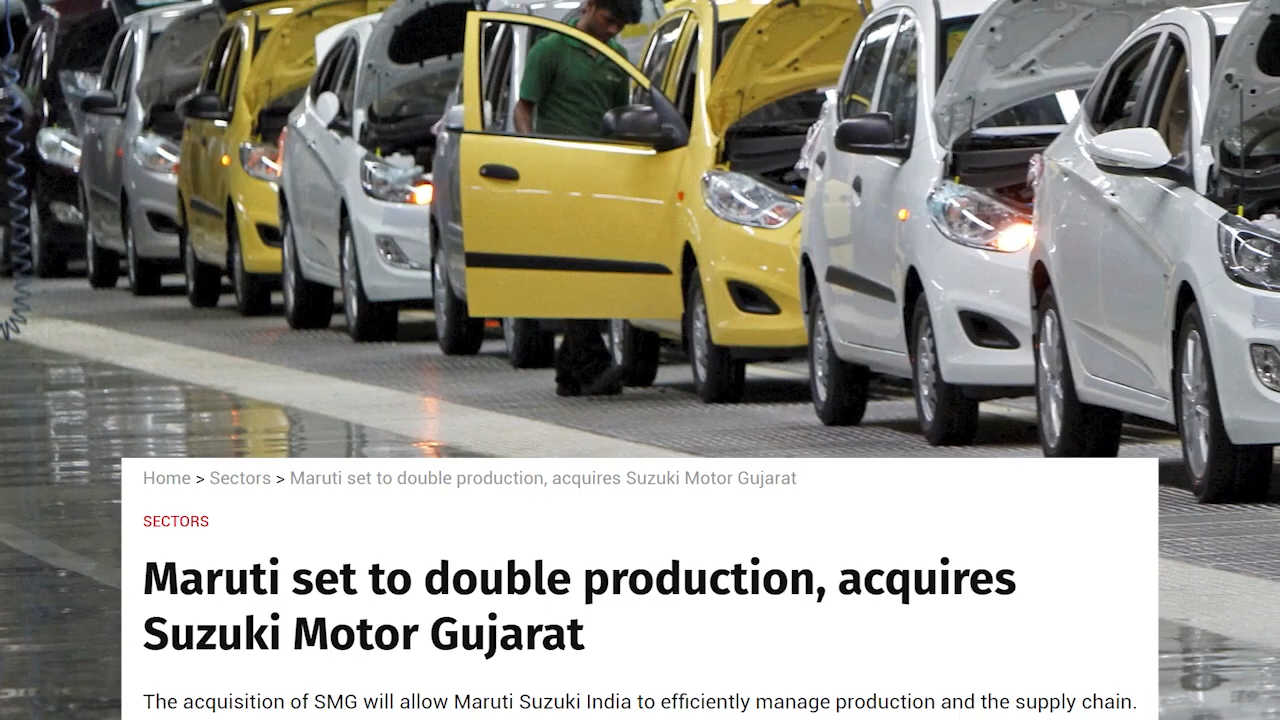 Home > Sectors > Maruti set to double production, acquires Suzuki Motor Gujarat
SECTORS
Maruti set to double production, acquires
Suzuki Motor Gujarat
The acquisition of SMG will allow Maruti Suzuki India to efficiently manage production and the supply chain.